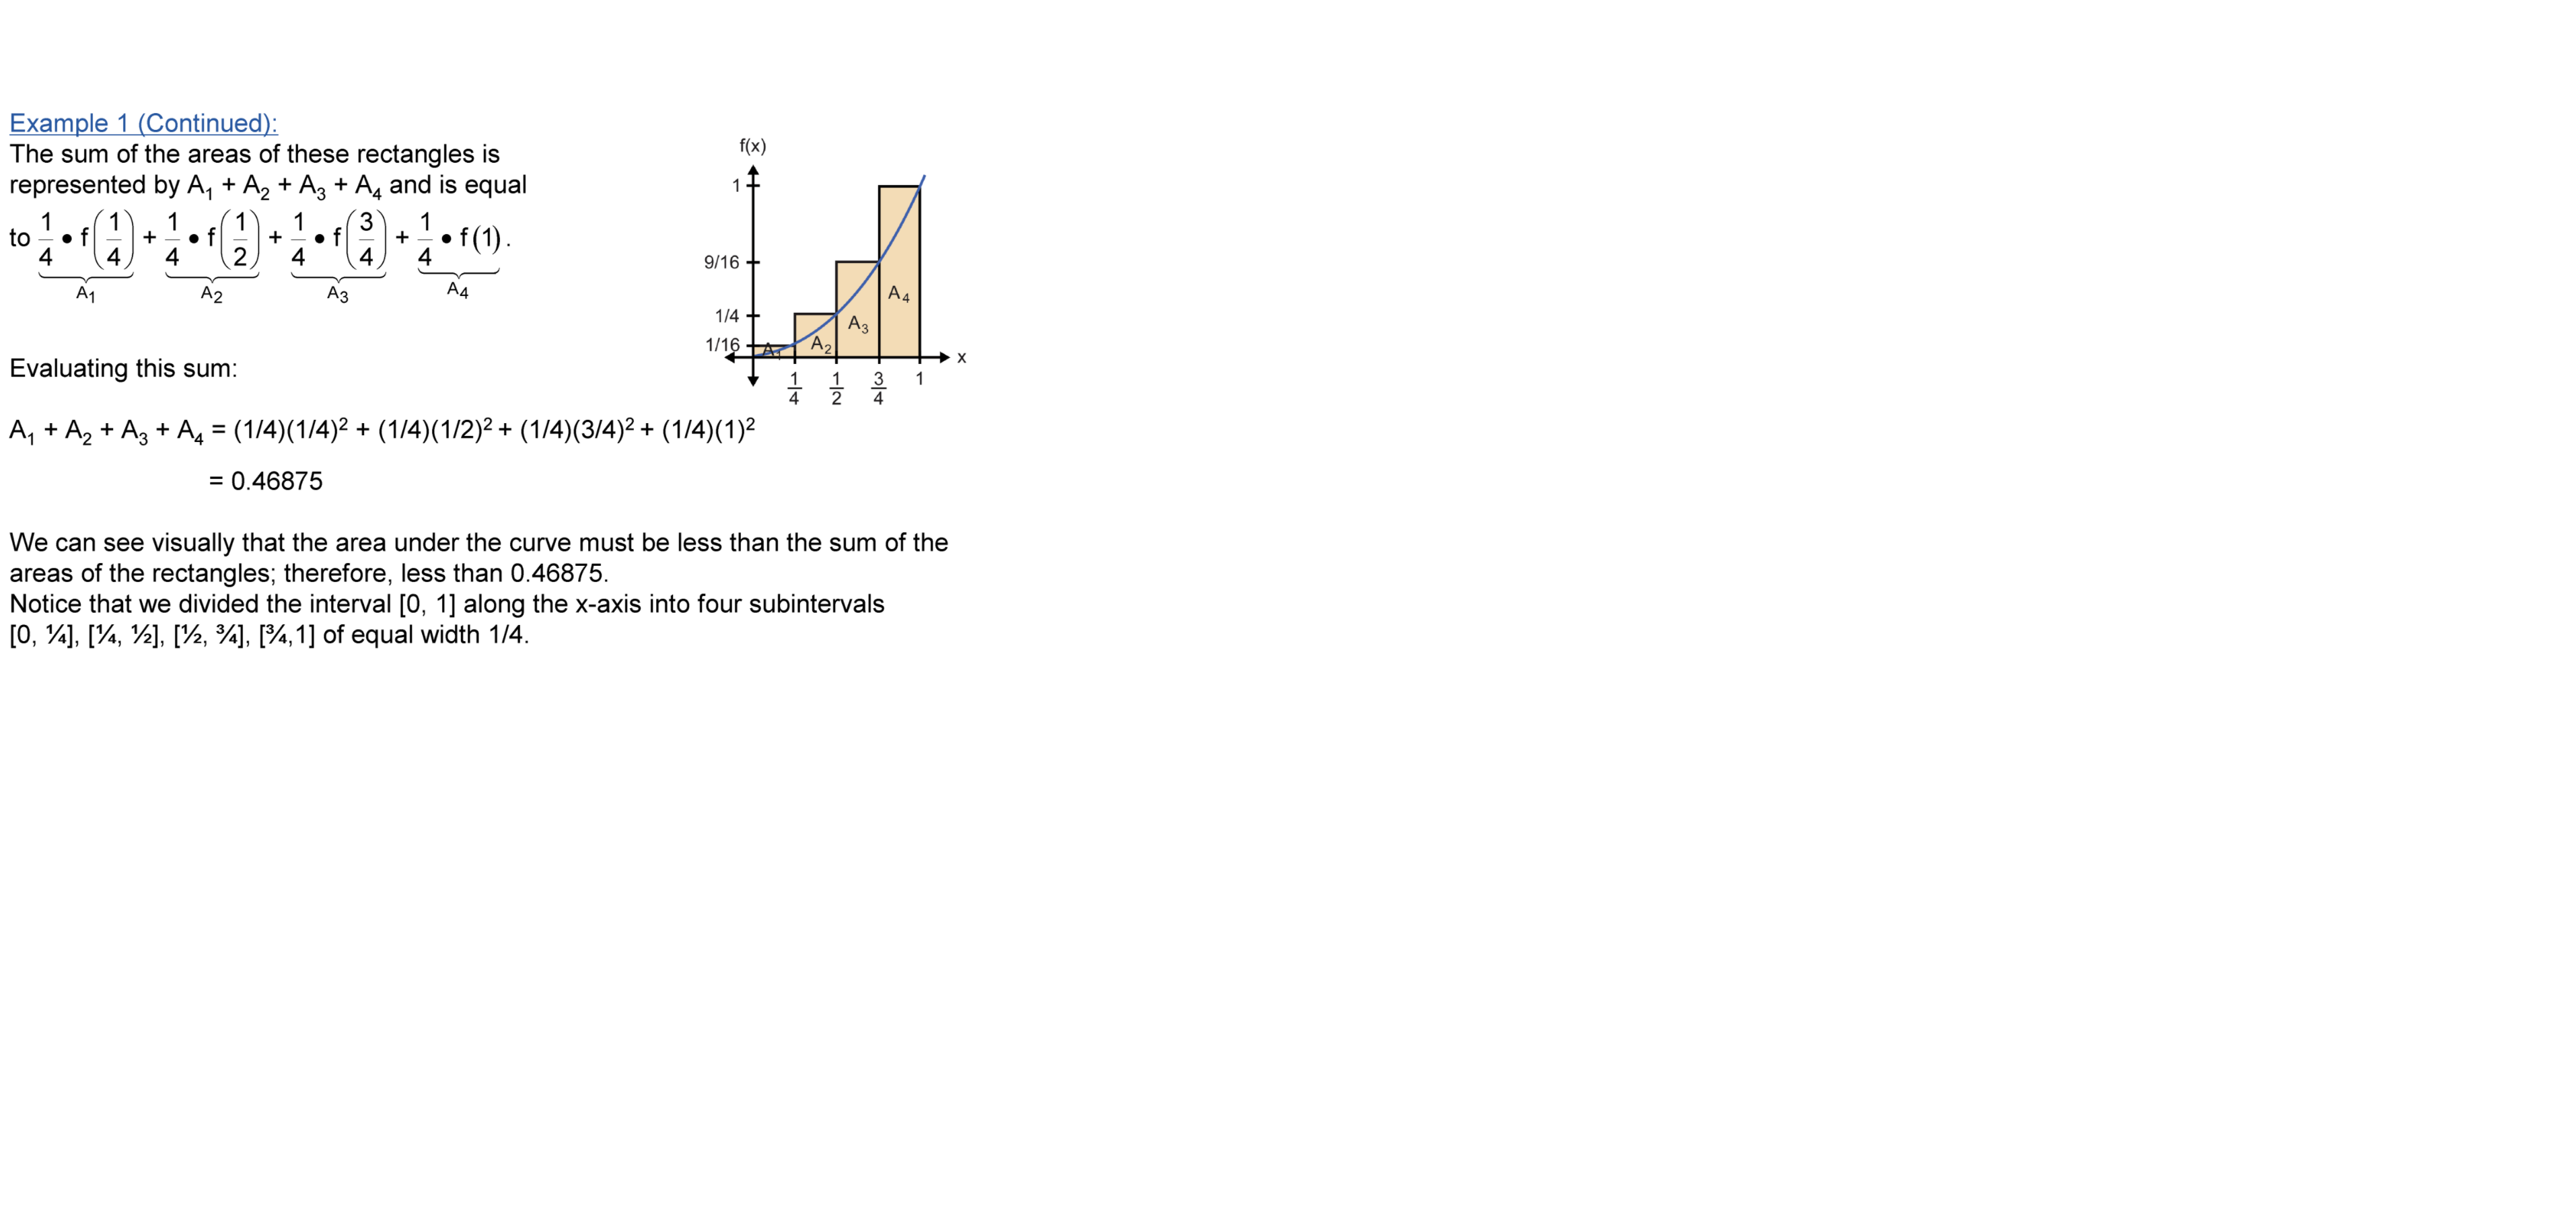 Example 1 (Continued):
The sum of the areas of these rectangles is
represented by A₁ + A₂ + A₃ + A₄ and is equal
to 1/4 • f(1/4) + 1/4 • f(1/2) + 1/4 • f(3/4) + 1/4 • f(1).
A₁ A₂ A₃ A₄
Evaluating this sum:
A₁ + A₂ + A₃ + A₄ = (1/4)(1/4)² + (1/4)(1/2)² + (1/4)(3/4)² + (1/4)(1)²
= 0.46875
We can see visually that the area under the curve must be less than the sum of the
areas of the rectangles; therefore, less than 0.46875.
Notice that we divided the interval [0, 1] along the x-axis into four subintervals
[0, ¼], [¼, ½], [½, ¾], [¾,1] of equal width 1/4.
f(x)
1
9/16
1/4
1/16
A₁
A₂
A₃
A₄
x
1/4 1/2 3/4 1